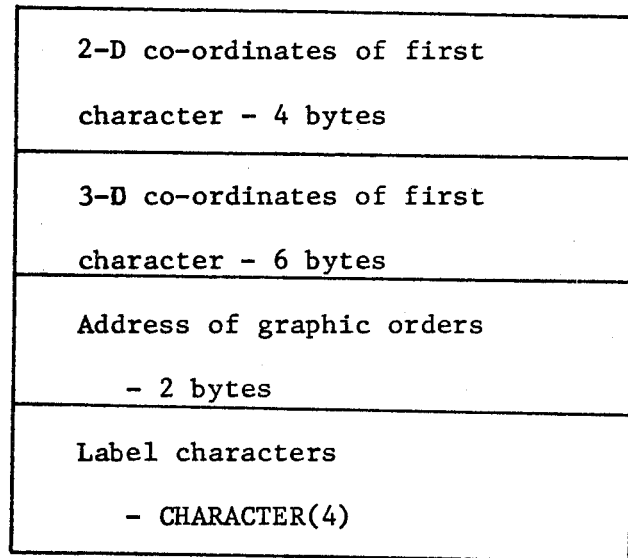 2-D co-ordinates of first
character - 4 bytes
3-D co-ordinates of first
character - 6 bytes
Address of graphic orders
- 2 bytes
Label characters
- CHARACTER(4)